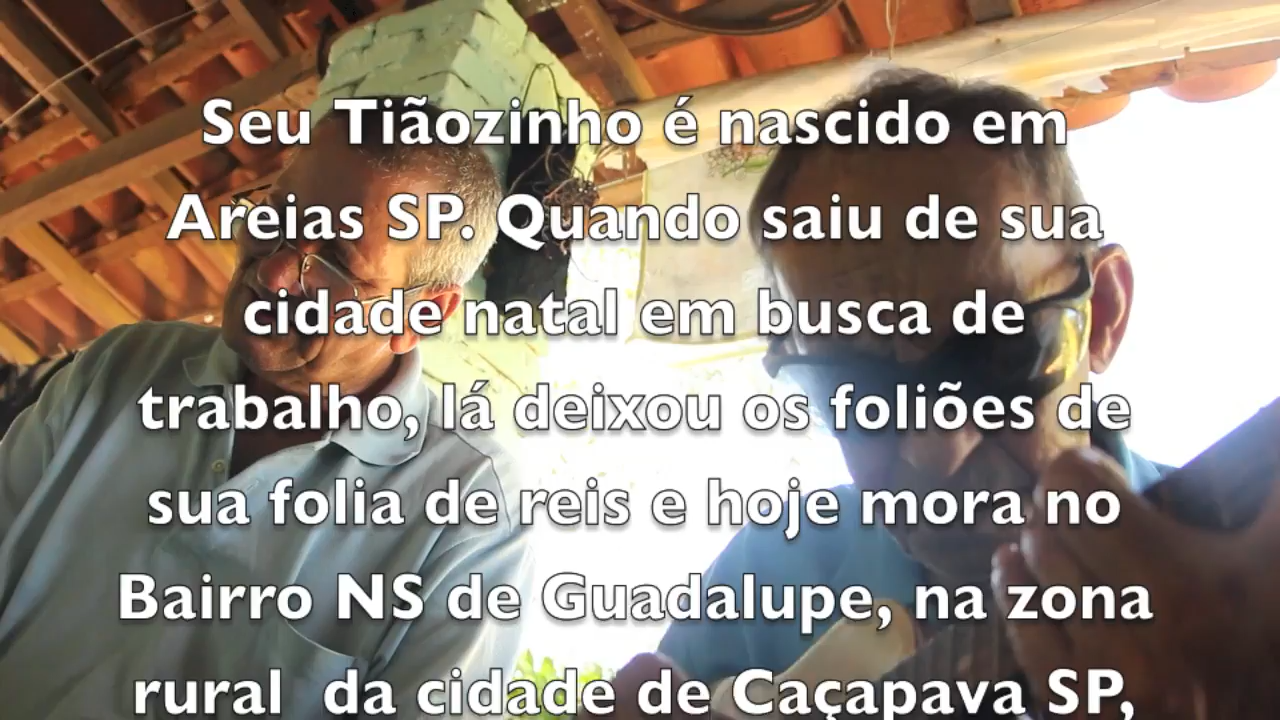 Seu Tiãozinho é nascido em
Areias SP. Quando saiu de sua
cidade natal em busca de
trabalho, lá deixou os foliões de
sua folia de reis e hoje mora no
Bairro NS de Guadalupe, na zona
rural da cidade de Caçapava SP,